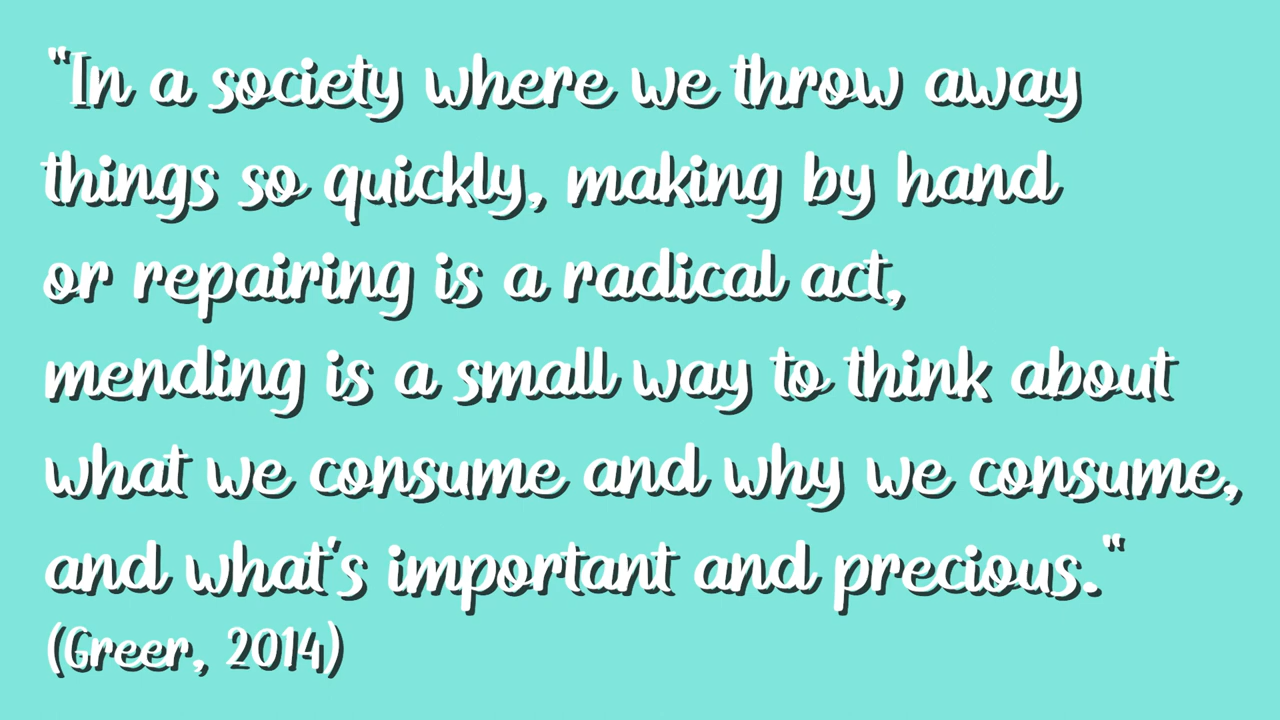 "In a society where we throw away
things so quickly, making by hand
or repairing is a radical act,
mending is a small way to think about
what we consume and why we consume,
and what's important and precious."
(Greer, 2014)